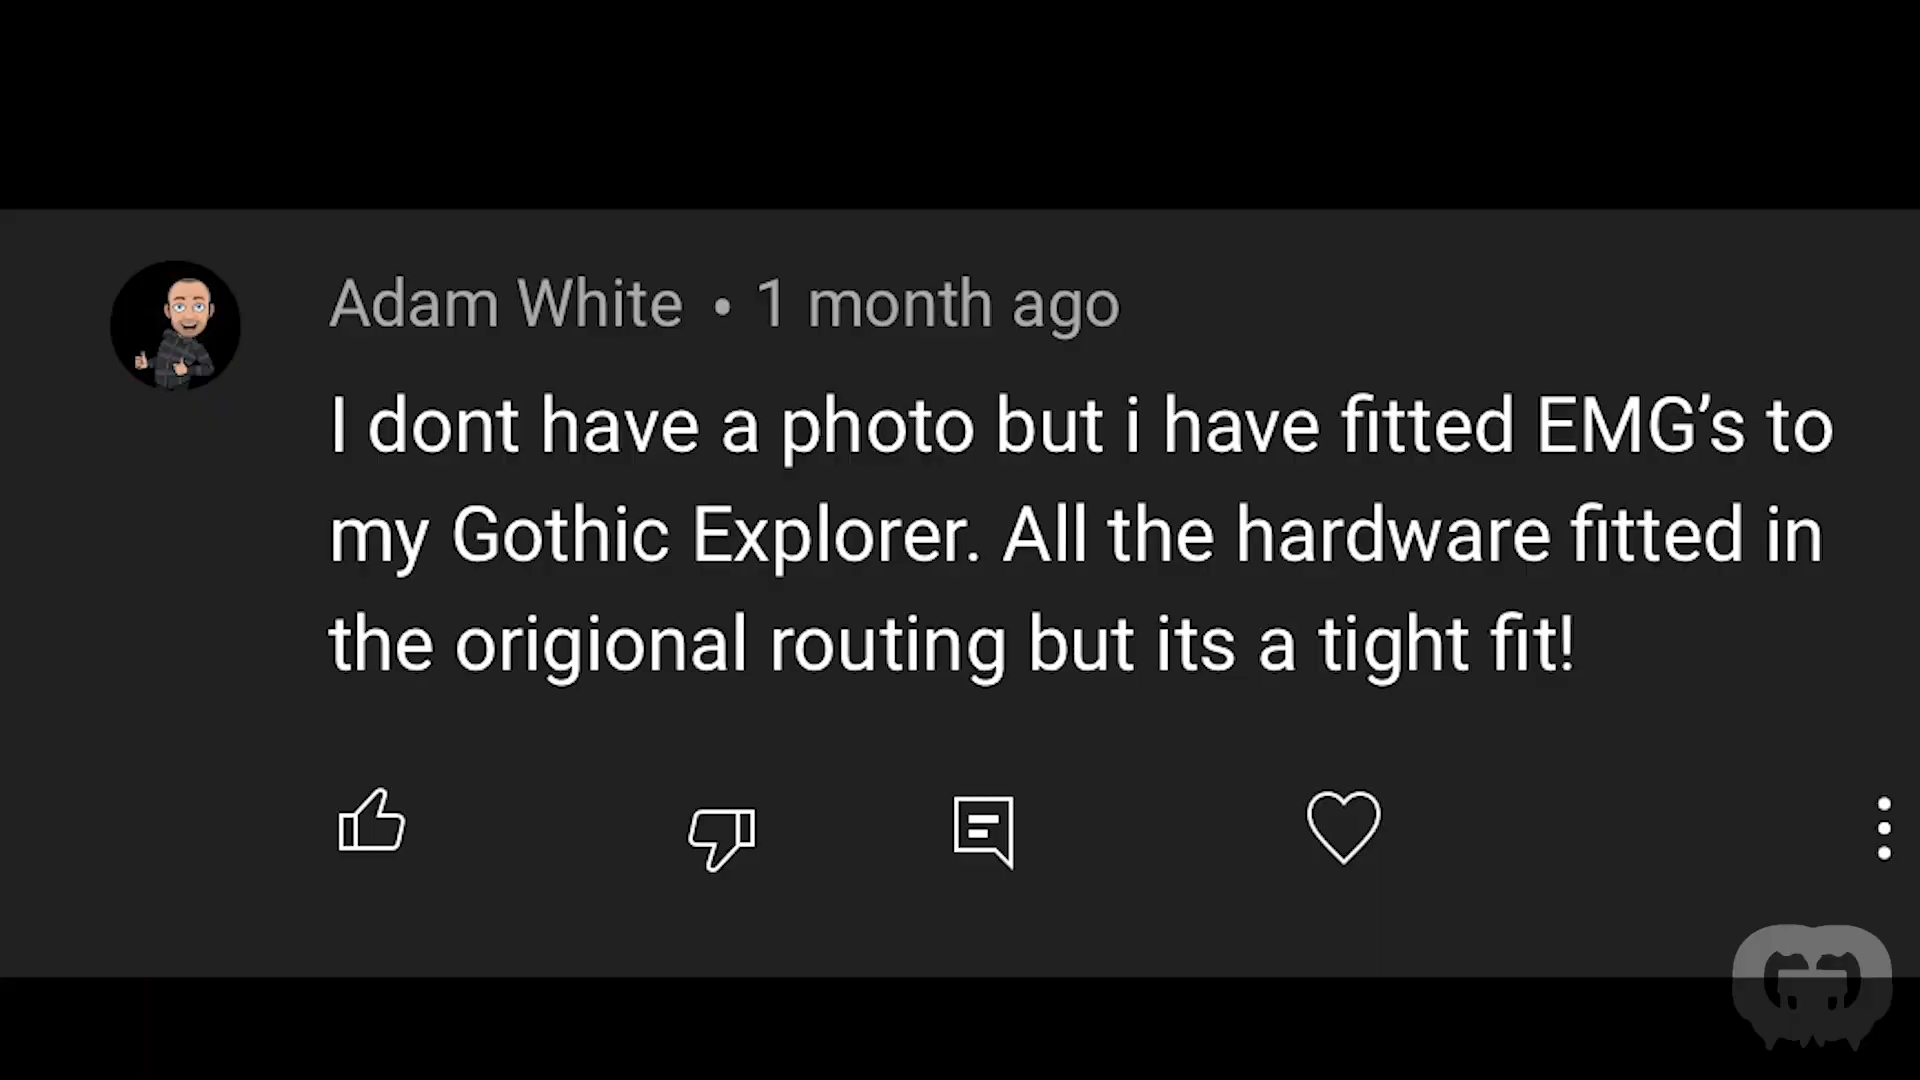 Adam White • 1 month ago
I dont have a photo but i have fitted EMG’s to
my Gothic Explorer. All the hardware fitted in
the origional routing but its a tight fit!